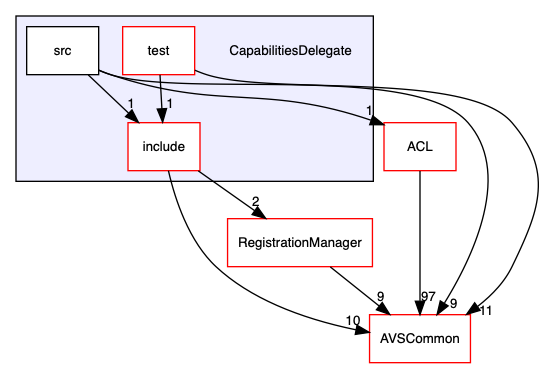 src
test
CapabilitiesDelegate
1
1
1
include
ACL
2
RegistrationManager
9
97
9
11
10
AVSCommon